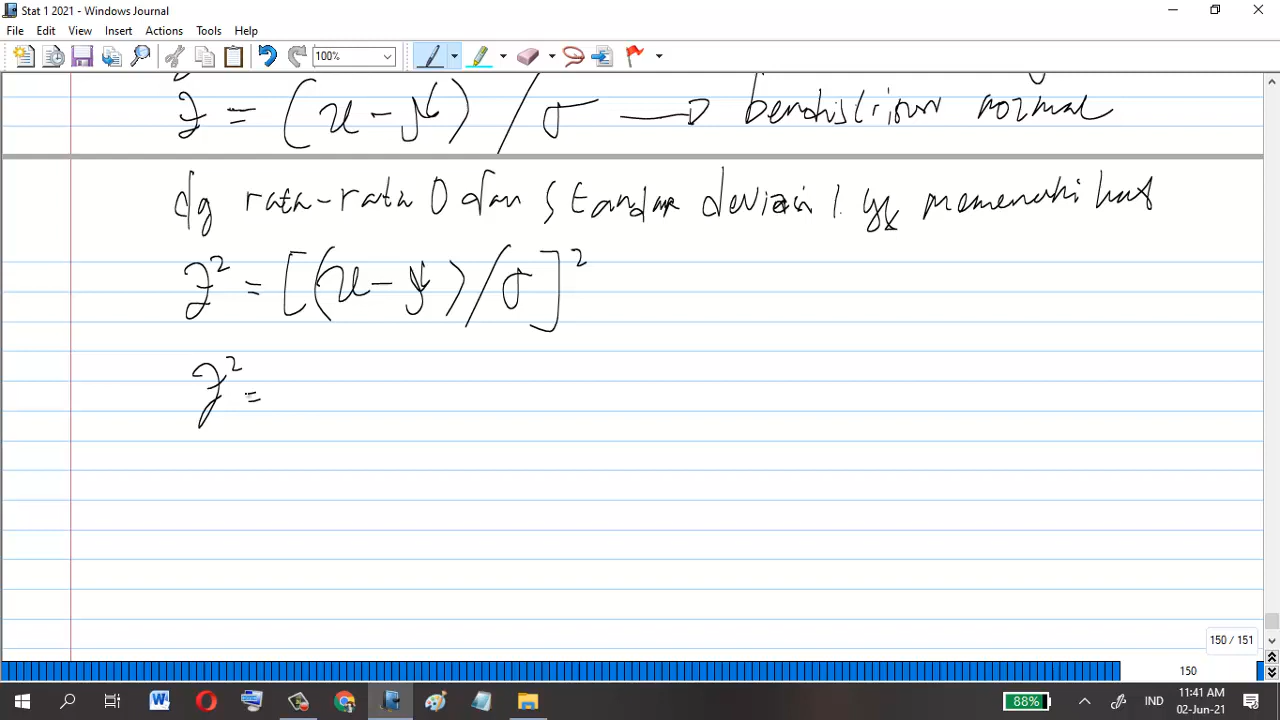 Stat 1 2021 - Windows Journal
File Edit View Insert Actions Tools Help
100%
z = (x - μ) / σ → berdistribusi normal
dg rata-rata 0 dan standar deviasi 1. yg memenuhi
z² = [(x - μ) / σ]²
z² =
150 / 151
150
88% IND 11:41 AM
02-Jun-21